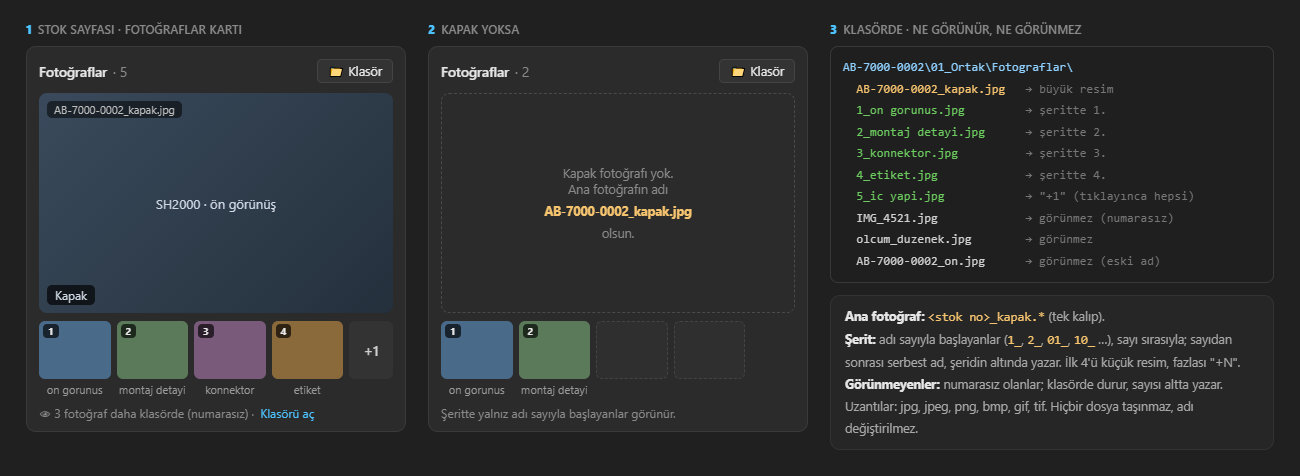 1 STOK SAYFASI · FOTOĞRAFLAR KARTI
Fotoğraflar · 5
Klasör
AB-7000-0002_kapak.jpg
SH2000 · ön görünüş
Kapak
1
2
3
4
+1
on gorunus
montaj detayi
konnektor
etiket
3 fotoğraf daha klasörde (numarasız) · Klasörü aç
2 KAPAK YOKSA
Fotoğraflar · 2
Klasör
Kapak fotoğrafı yok.
Ana fotoğrafın adı
AB-7000-0002_kapak.jpg
olsun.
1
2
on gorunus
montaj detayi
Şeritte yalnız adı sayıyla başlayanlar görünür.
3 KLASÖRDE · NE GÖRÜNÜR, NE GÖRÜNMEZ
AB-7000-0002\01_Ortak\Fotograflar\
AB-7000-0002_kapak.jpg → büyük resim
1_on gorunus.jpg → şeritte 1.
2_montaj detayi.jpg → şeritte 2.
3_konnektor.jpg → şeritte 3.
4_etiket.jpg → şeritte 4.
5_ic yapi.jpg → "+1" (tıklayınca hepsi)
IMG_4521.jpg → görünmez (numarasız)
olcum_duzenek.jpg → görünmez
AB-7000-0002_on.jpg → görünmez (eski ad)
Ana fotoğraf: <stok no>_kapak.* (tek kalıp).
Şerit: adı sayıyla başlayanlar (1_, 2_, 01_, 10_ …), sayı sırasıyla; sayıdan
sonrası serbest ad, şeridin altında yazar. İlk 4'ü küçük resim, fazlası "+N".
Görünmeyenler: numarasız olanlar; klasörde durur, sayısı altta yazar.
Uzantılar: jpg, jpeg, png, bmp, gif, tif. Hiçbir dosya taşınmaz, adı
değiştirilmez.